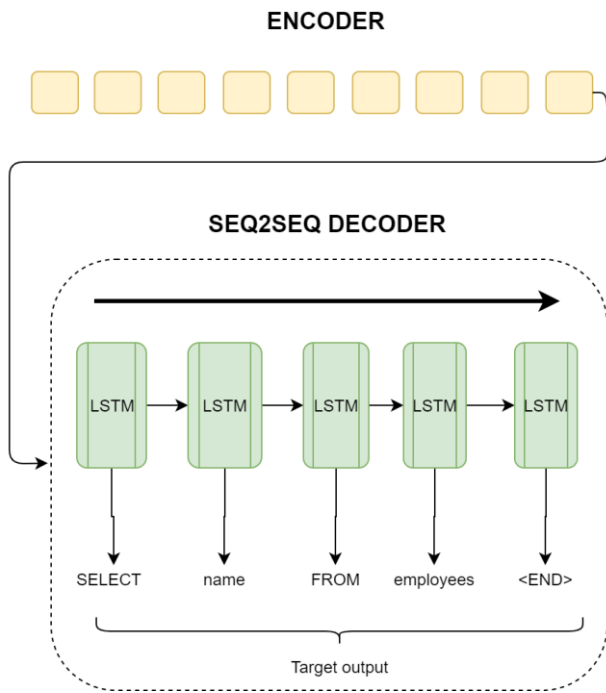 ENCODER
SEQ2SEQ DECODER
LSTM LSTM LSTM LSTM LSTM
SELECT name FROM employees <END>
Target output